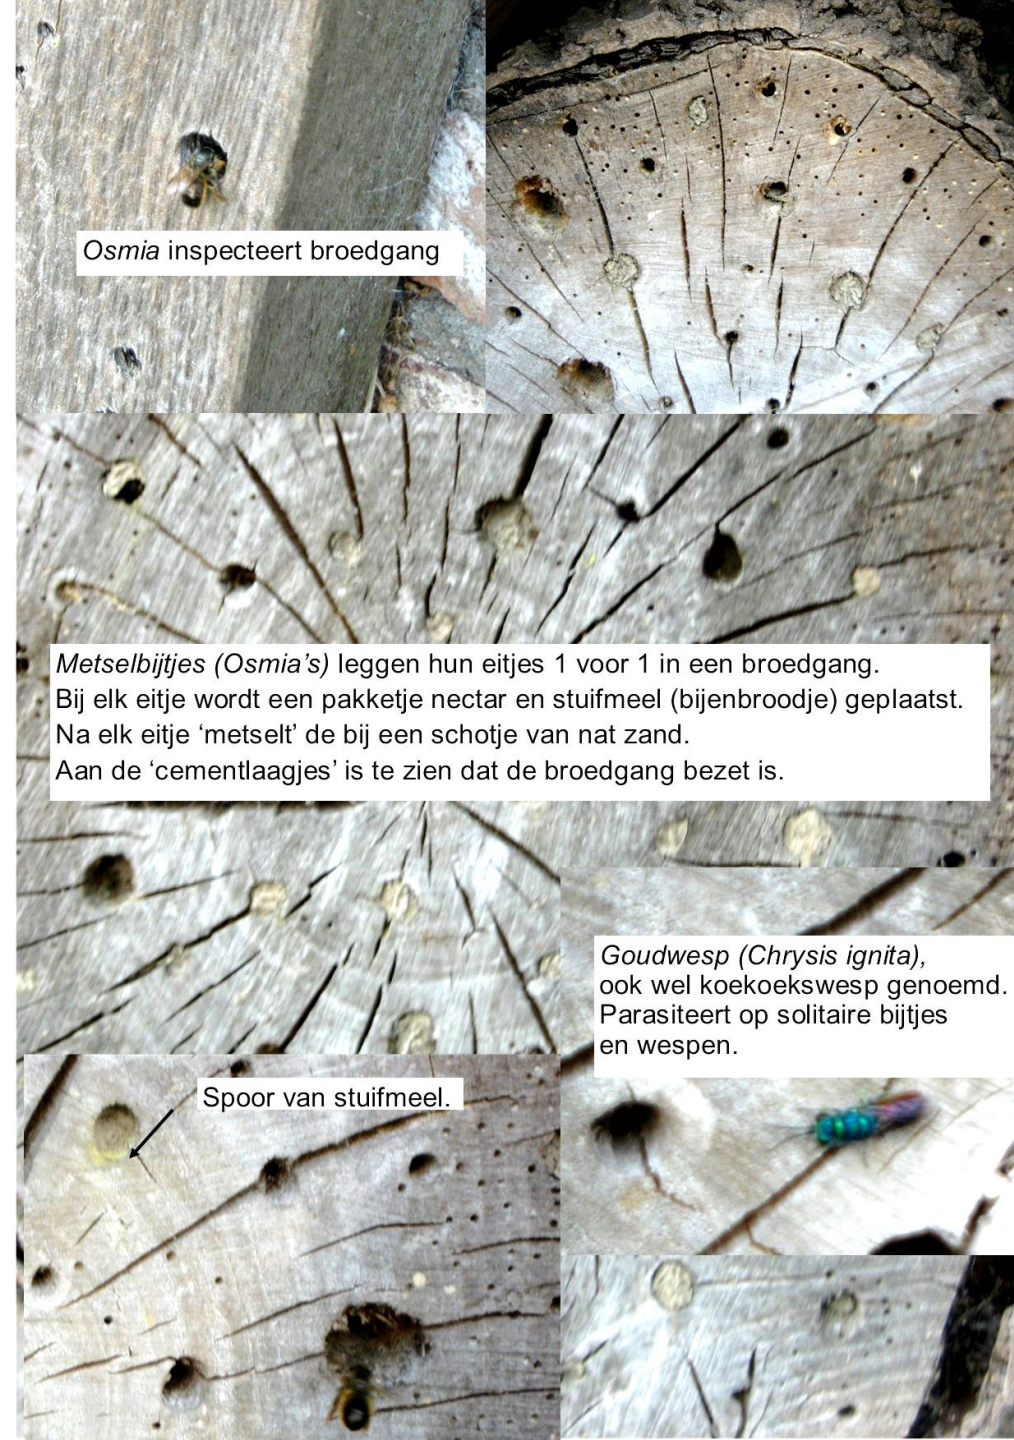 Osmia inspecteert broedgang
Metselbijtjes (Osmia’s) leggen hun eitjes 1 voor 1 in een broedgang.
Bij elk eitje wordt een pakketje nectar en stuifmeel (bijenbroodje) geplaatst.
Na elk eitje ‘metselt’ de bij een schotje van nat zand.
Aan de ‘cementlaagjes’ is te zien dat de broedgang bezet is.
Goudwesp (Chrysis ignita),
ook wel koekoekswesp genoemd.
Parasiteert op solitaire bijtjes
en wespen.
Spoor van stuifmeel.